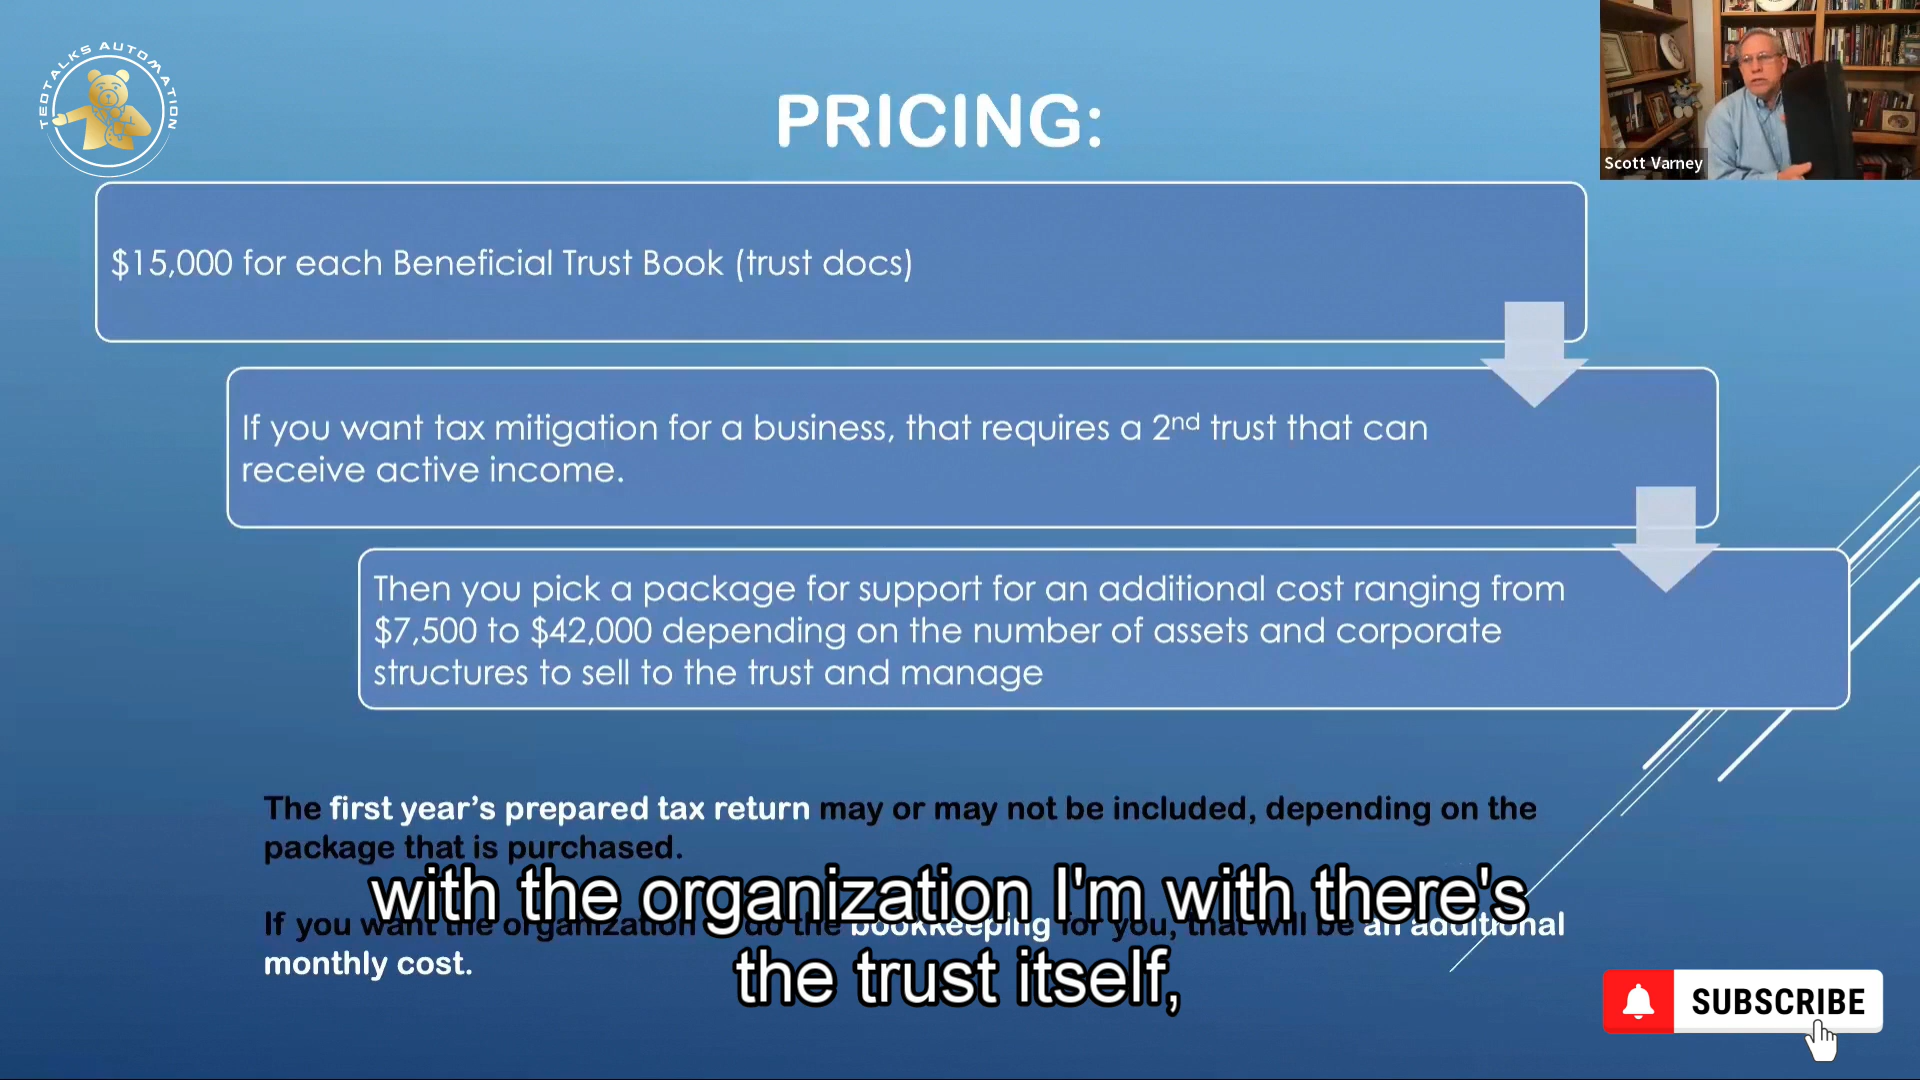 TEDTALKS AUTOMATION
PRICING:
Scott Varney
$15,000 for each Beneficial Trust Book (trust docs)
If you want tax mitigation for a business, that requires a 2nd trust that can
receive active income.
Then you pick a package for support for an additional cost ranging from
$7,500 to $42,000 depending on the number of assets and corporate
structures to sell to the trust and manage
The first year's prepared tax return may or may not be included, depending on the
package that is purchased.
with the organization I'm with there's
If you want the organization to do the bookkeeping for you, that will be an additional
the trust itself,
monthly cost.
SUBSCRIBE